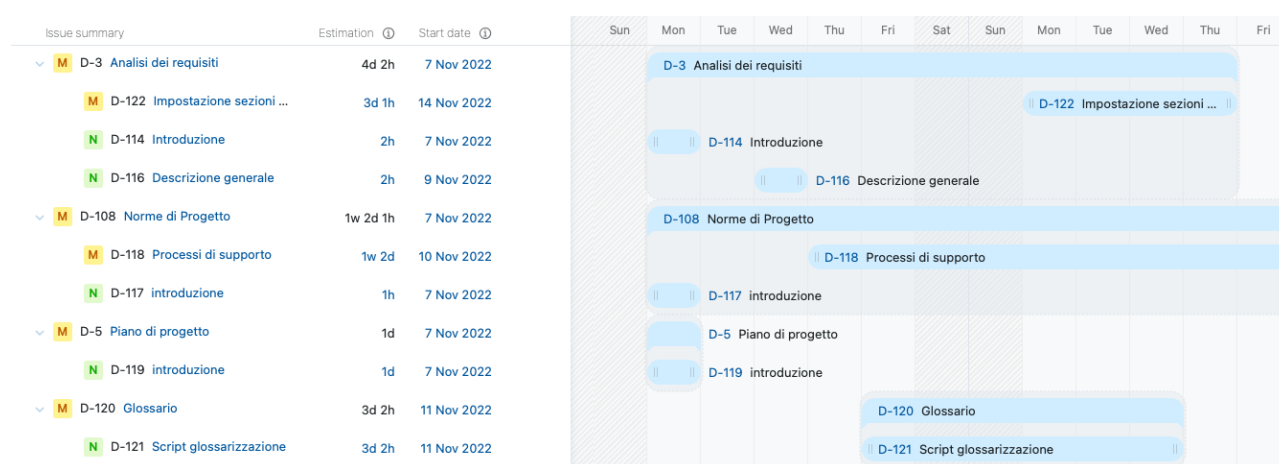 Issue summary Estimation Start date Sun Mon Tue Wed Thu Fri Sat Sun Mon Tue Wed Thu Fri
M D-3 Analisi dei requisiti 4d 2h 7 Nov 2022 D-3 Analisi dei requisiti
M D-122 Impostazione sezioni ... 3d 1h 14 Nov 2022 D-122 Impostazione sezioni ...
N D-114 Introduzione 2h 7 Nov 2022 D-114 Introduzione
N D-116 Descrizione generale 2h 9 Nov 2022 D-116 Descrizione generale
M D-108 Norme di Progetto 1w 2d 1h 7 Nov 2022 D-108 Norme di Progetto
M D-118 Processi di supporto 1w 2d 10 Nov 2022 D-118 Processi di supporto
N D-117 introduzione 1h 7 Nov 2022 D-117 introduzione
M D-5 Piano di progetto 1d 7 Nov 2022 D-5 Piano di progetto
N D-119 introduzione 1d 7 Nov 2022 D-119 introduzione
M D-120 Glossario 3d 2h 11 Nov 2022 D-120 Glossario
N D-121 Script glossarizzazione 3d 2h 11 Nov 2022 D-121 Script glossarizzazione